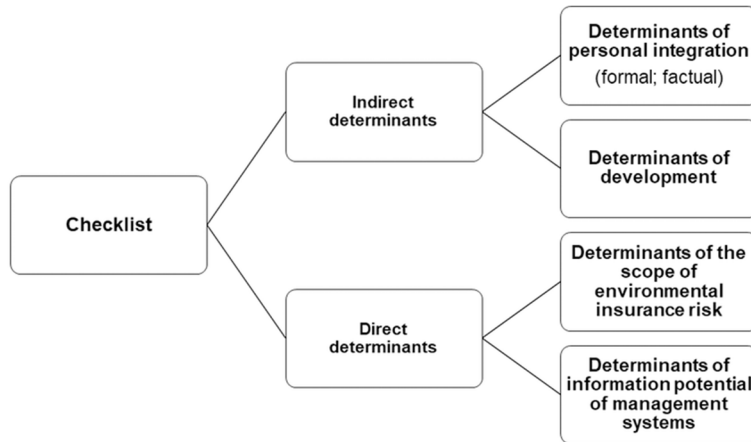 Checklist
Indirect
determinants
Direct
determinants
Determinants of
personal integration
(formal; factual)
Determinants of
development
Determinants of the
scope of
environmental
insurance risk
Determinants of
information potential
of management
systems